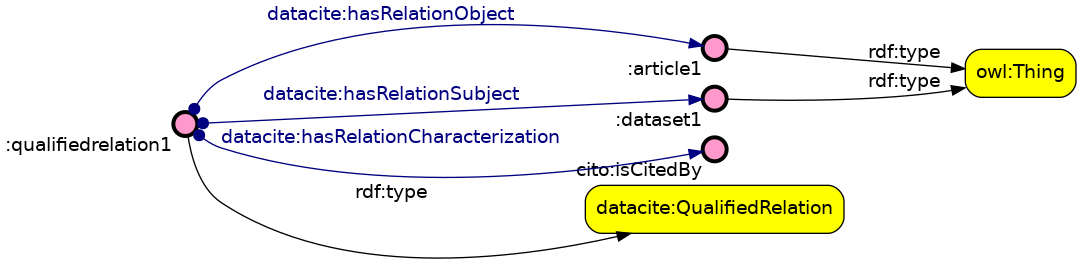 datacite:hasRelationObject
rdf:type
:article1
owl:Thing
rdf:type
datacite:hasRelationSubject
:dataset1
datacite:hasRelationCharacterization
:qualifiedrelation1
cito:isCitedBy
rdf:type
datacite:QualifiedRelation